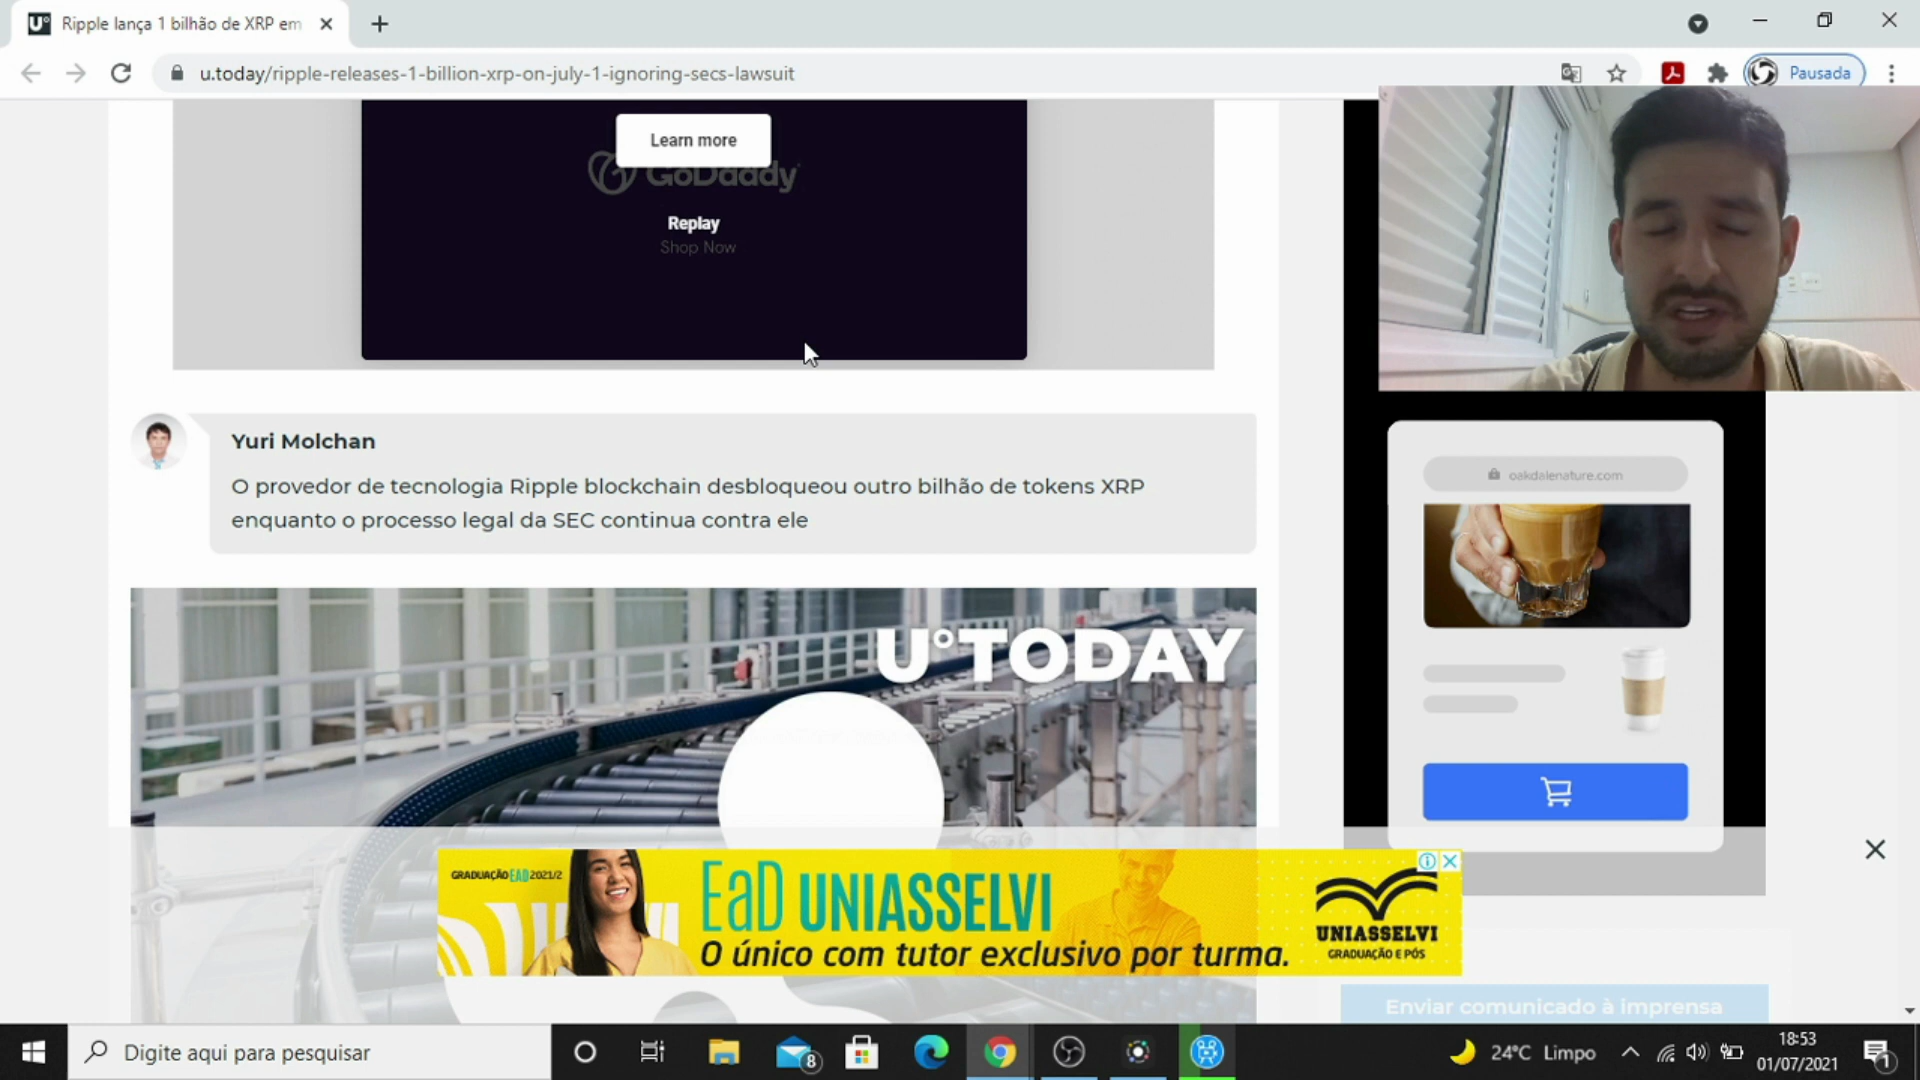 Ripple lança 1 bilhão de XRP em
u.today/ripple-releases-1-billion-xrp-on-july-1-ignoring-secs-lawsuit
Pausada
Learn more
GoDaddy
Replay
Shop Now
Yuri Molchan
O provedor de tecnologia Ripple blockchain desbloqueou outro bilhão de tokens XRP
enquanto o processo legal da SEC continua contra ele
oakdalenature.com
U°TODAY
GRADUAÇÃO EAD 2021/2
EaD UNIASSELVI
O único com tutor exclusivo por turma.
UNIASSELVI
GRADUAÇÃO E PÓS
Enviar comunicado à imprensa
Digite aqui para pesquisar
8
24°C Limpo
18:53
01/07/2021
1